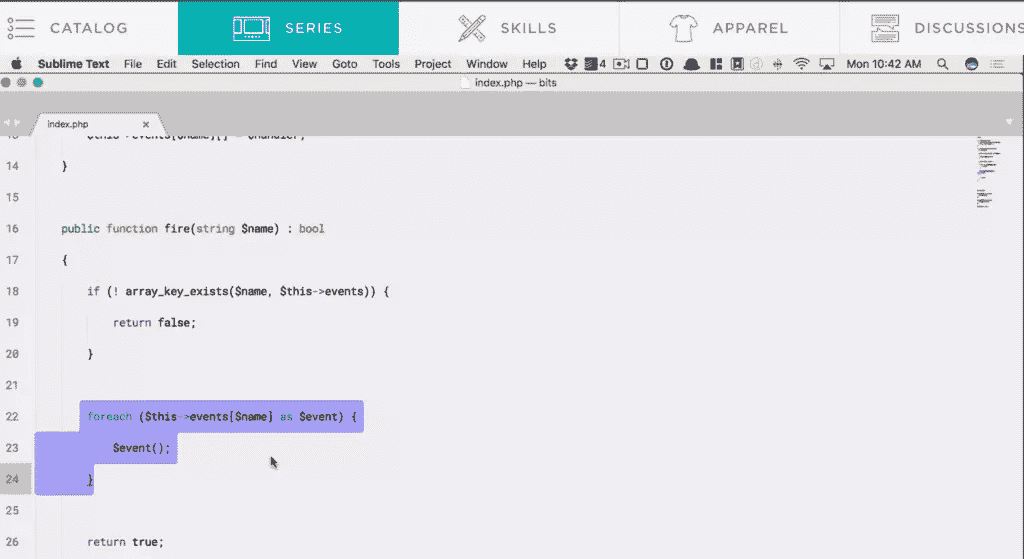 CATALOG SERIES SKILLS APPAREL DISCUSSIONS
Sublime Text File Edit Selection Find View Goto Tools Project Window Help 4 Mon 10:42 AM
index.php — bits
index.php ×
14 }
15
16 public function fire(string $name) : bool
17 {
18 if (! array_key_exists($name, $this->events)) {
19 return false;
20 }
21
22 foreach ($this->events[$name] as $event) {
23 $event();
24 }
25
26 return true;